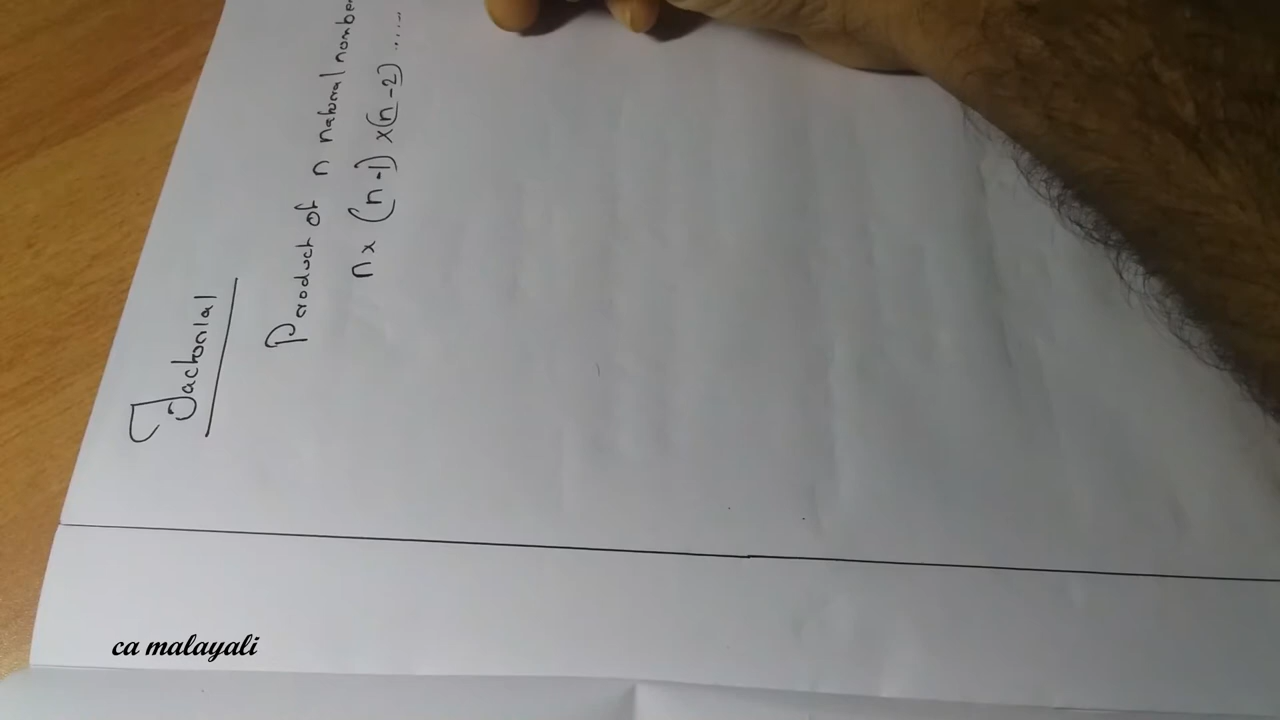 Factorial
Product of n natural number
n x (n-1) x (n-2) .....
ca malayali